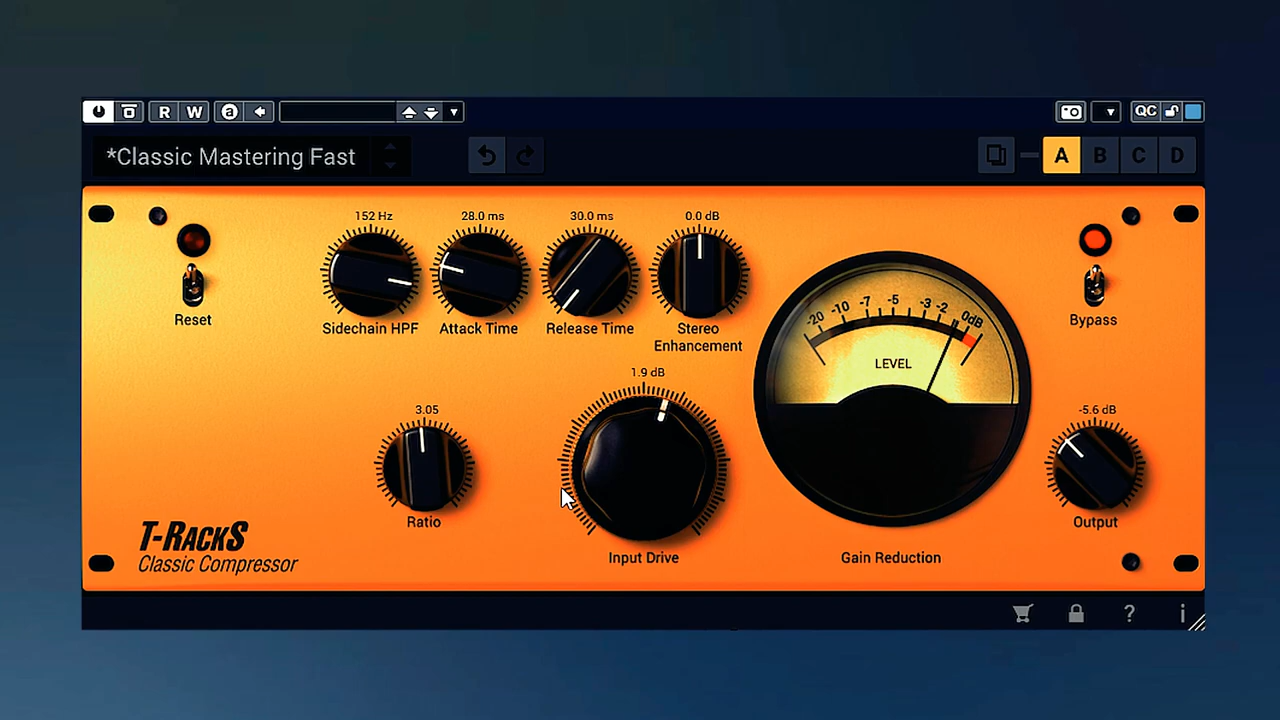 R W a QC
*Classic Mastering Fast
A B C D
152 Hz 28.0 ms 30.0 ms 0.0 dB
Reset
Sidechain HPF Attack Time Release Time Stereo
Enhancement
Bypass
-20 -10 -7 -5 -3 -2 0dB
LEVEL
1.9 dB
3.05
-5.6 dB
Ratio
Input Drive
Gain Reduction
Output
T-RACKS
Classic Compressor
? i